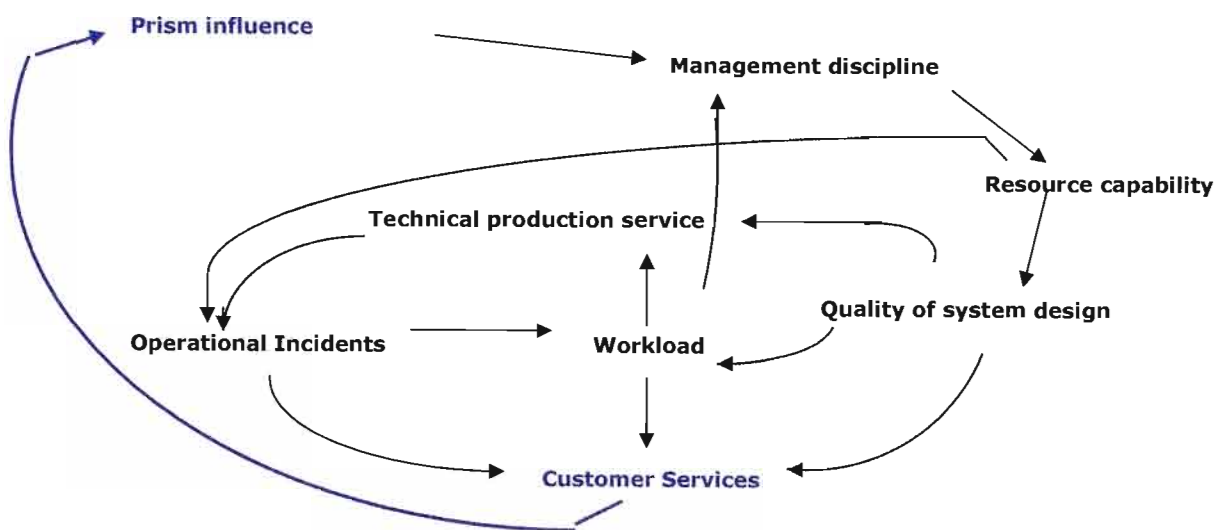 Prism influence
Management discipline
Resource capability
Technical production service
Quality of system design
Operational Incidents
Workload
Customer Services